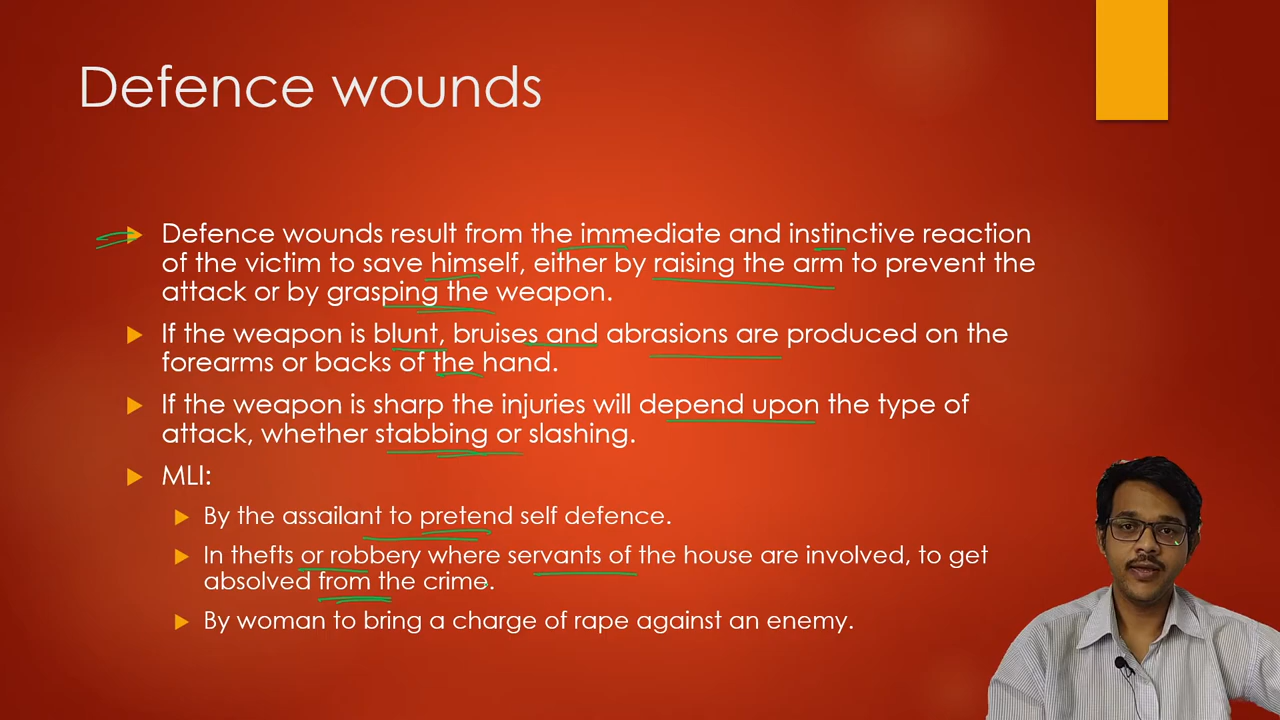 Defence wounds
Defence wounds result from the immediate and instinctive reaction
of the victim to save himself, either by raising the arm to prevent the
attack or by grasping the weapon.
If the weapon is blunt, bruises and abrasions are produced on the
forearms or backs of the hand.
If the weapon is sharp the injuries will depend upon the type of
attack, whether stabbing or slashing.
MLI:
By the assailant to pretend self defence.
In thefts or robbery where servants of the house are involved, to get
absolved from the crime.
By woman to bring a charge of rape against an enemy.